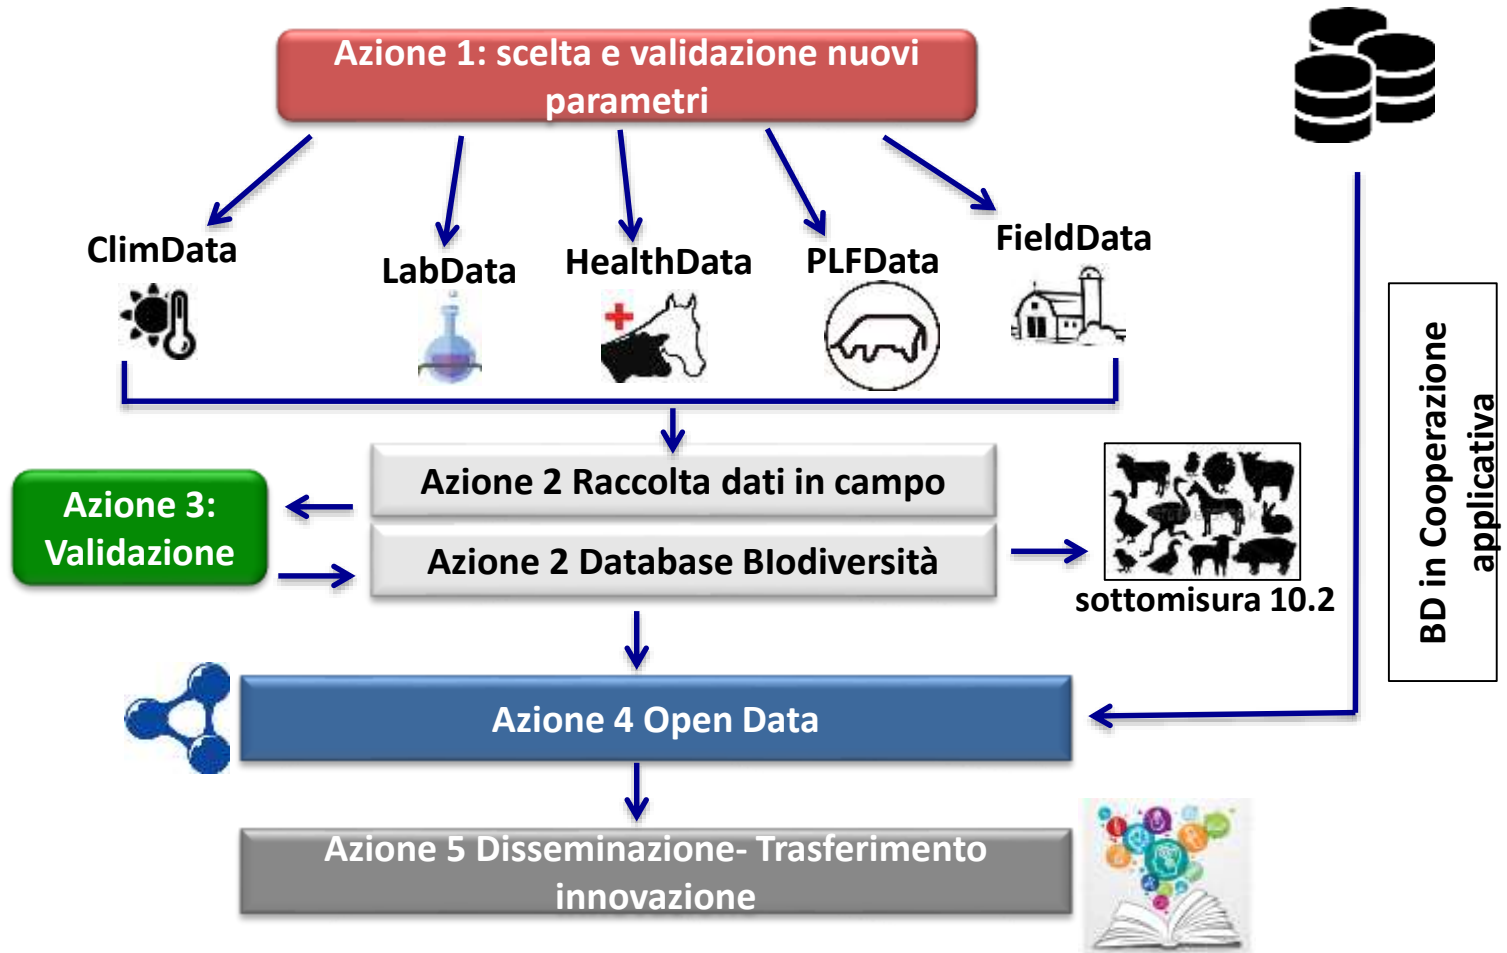 Azione 1: scelta e validazione nuovi
parametri
ClimData
LabData
HealthData
PLFData
FieldData
BD in Cooperazione
applicativa
Azione 2 Raccolta dati in campo
Azione 3:
Validazione
Azione 2 Database BIodiversità
sottomisura 10.2
Azione 4 Open Data
Azione 5 Disseminazione- Trasferimento
innovazione